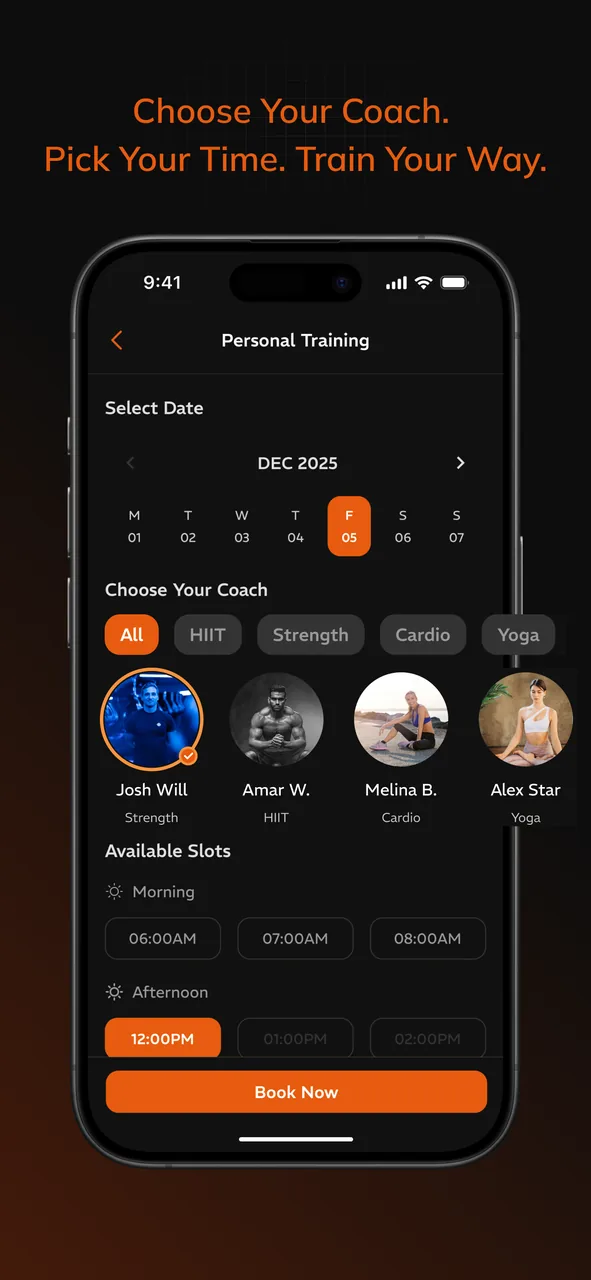 Choose Your Coach.
Pick Your Time. Train Your Way.
9:41
Personal Training
Select Date
DEC 2025
M T W T F S S
01 02 03 04 05 06 07
Choose Your Coach
All HIIT Strength Cardio Yoga
Josh Will Amar W. Melina B. Alex Star
Strength HIIT Cardio Yoga
Available Slots
Morning
06:00AM 07:00AM 08:00AM
Afternoon
12:00PM 01:00PM 02:00PM
Book Now